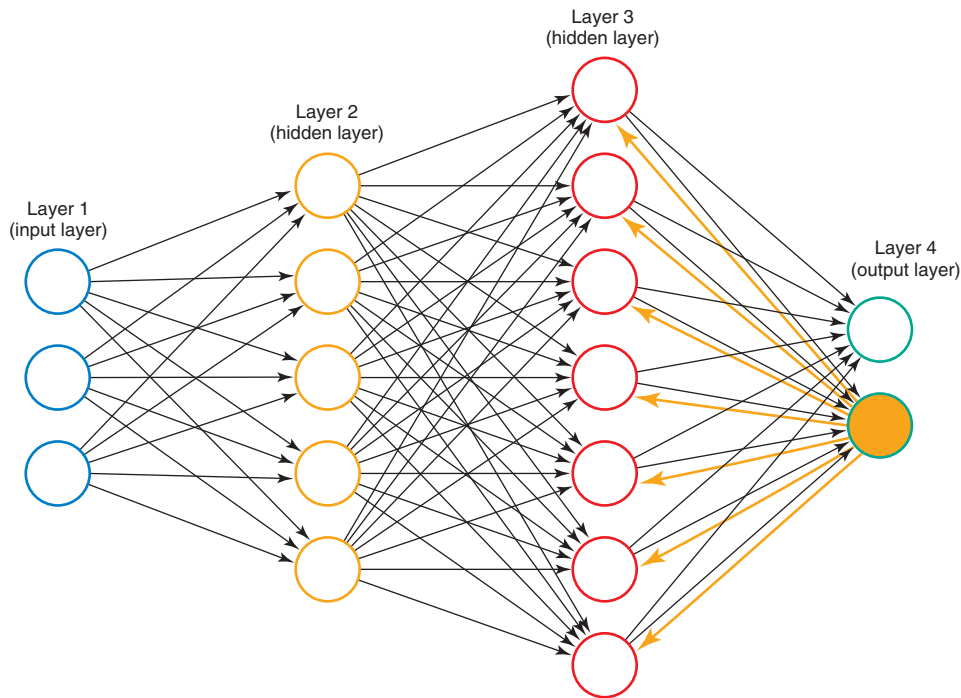 Layer 1
(input layer)
Layer 2
(hidden layer)
Layer 3
(hidden layer)
Layer 4
(output layer)